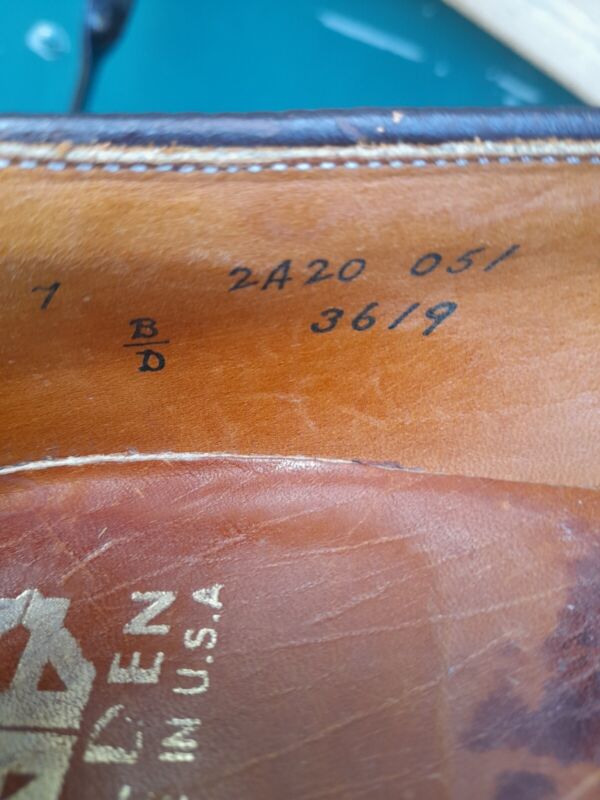 7 2A20 051
B/D 3619
DEN
IN U.S.A